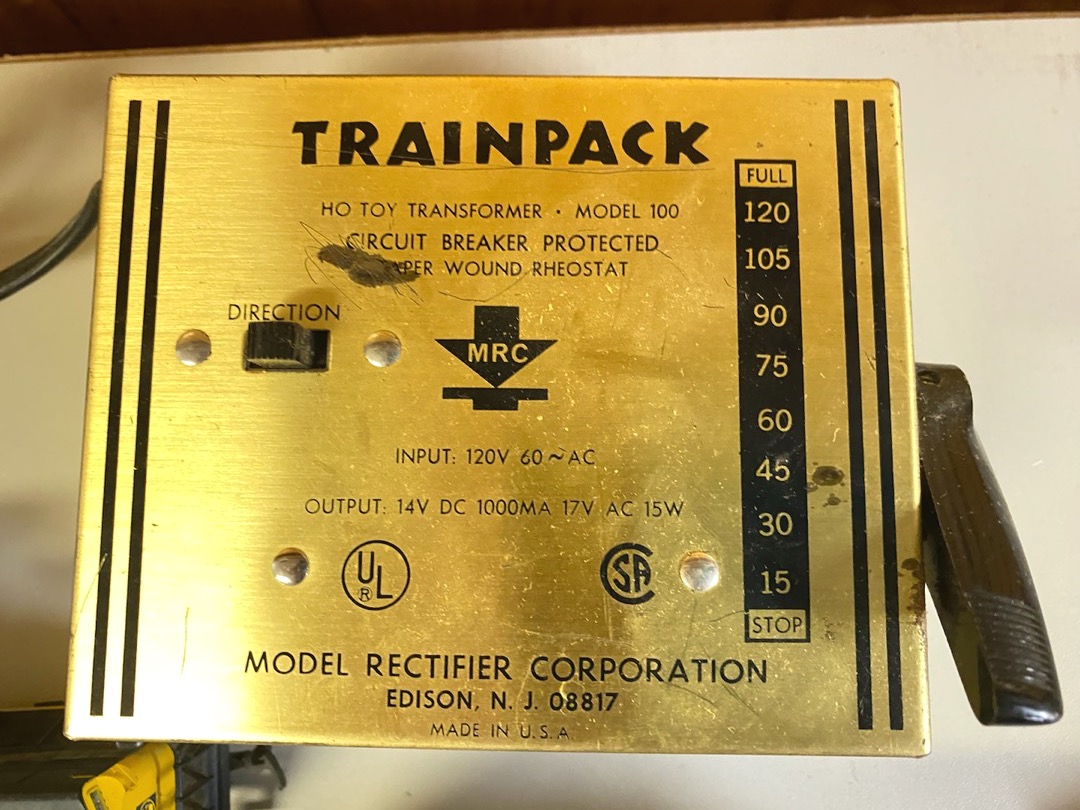 TRAINPACK
HO TOY TRANSFORMER · MODEL 100
CIRCUIT BREAKER PROTECTED
WOUND RHEOSTAT
DIRECTION
MRC
INPUT: 120V 60~AC
OUTPUT: 14V DC 1000MA 17V AC 15W
UL
®
SA
MODEL RECTIFIER CORPORATION
EDISON, N. J. 08817
MADE IN U.S.A.
FULL
120
105
90
75
60
45
30
15
STOP